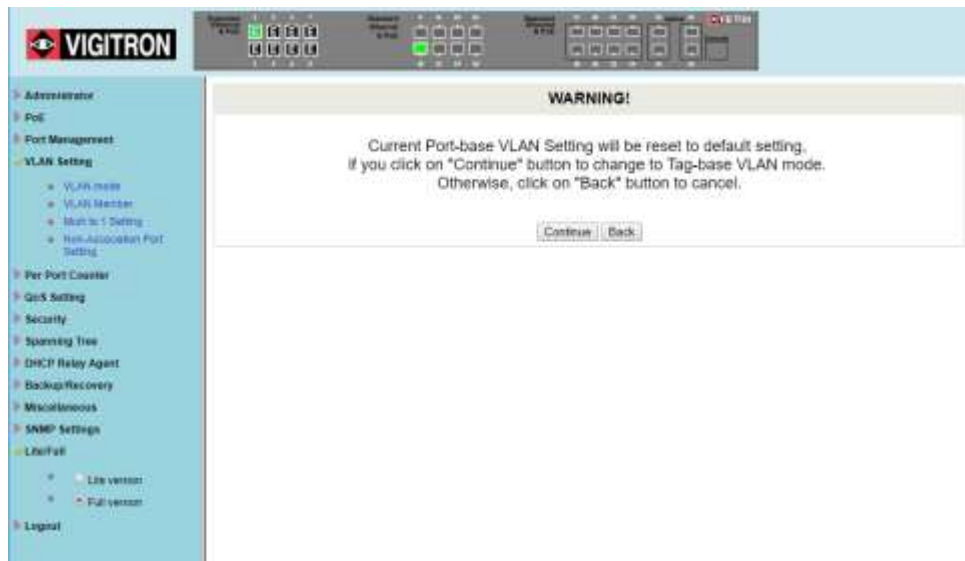 VIGITRON
Administrator
PoE
Port Management
VLAN Setting
VLAN mode
VLAN Member
Multi to 1 Setting
Non-Association Port
Setting
Per Port Counter
QoS Setting
Security
Spanning Tree
DHCP Relay Agent
Backup/Recovery
Miscellaneous
SNMP Settings
Lite/Full
Lite version
Full version
Logout
WARNING!
Current Port-base VLAN Setting will be reset to default setting,
if you click on "Continue" button to change to Tag-base VLAN mode.
Otherwise, click on "Back" button to cancel.
Continue Back